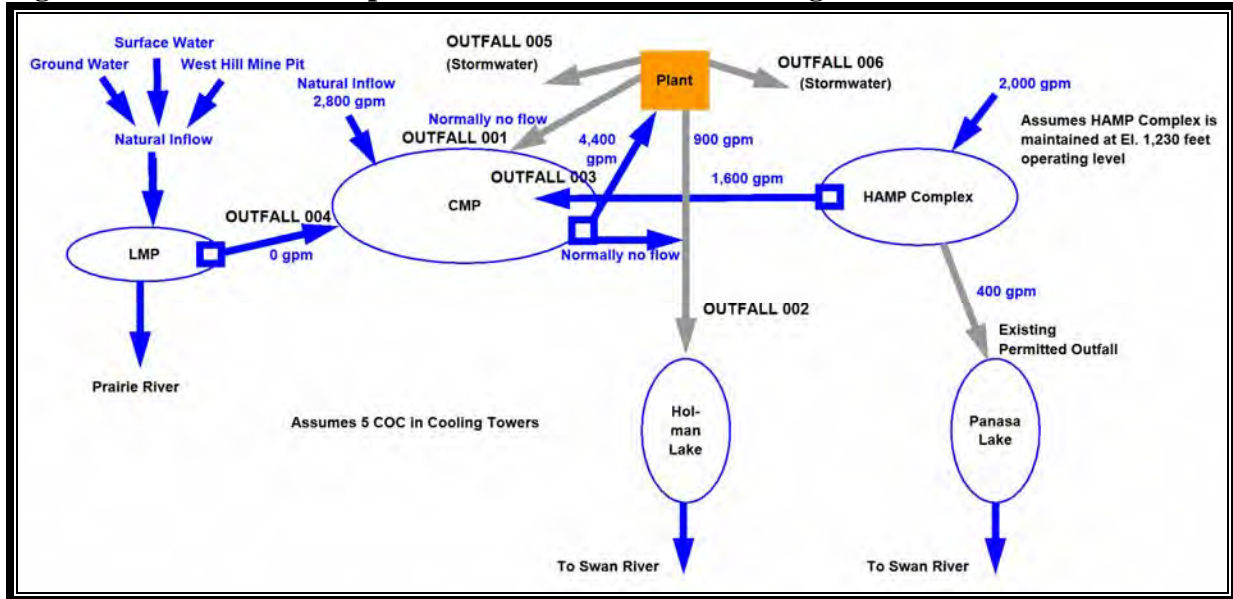 Surface Water
Ground Water
West Hill Mine Pit
Natural Inflow
OUTFALL 004
0 gpm
LMP
Prairie River
Natural Inflow
2,800 gpm
OUTFALL 005
(Stormwater)
Plant
OUTFALL 006
(Stormwater)
Normally no flow
OUTFALL 001
4,400
gpm
900 gpm
OUTFALL 003
CMP
Normally no flow
1,600 gpm
2,000 gpm
Assumes HAMP Complex is
maintained at El. 1,230 feet
operating level
HAMP Complex
400 gpm
Existing
Permitted Outfall
OUTFALL 002
Assumes 5 COC in Cooling Towers
Hol-
man
Lake
Panasa
Lake
To Swan River
To Swan River